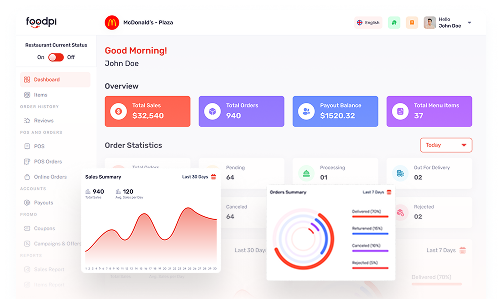 foodpi
McDonald's - Plaza
English
Hello
John Doe
Restaurant Current Status
On
Off
Dashboard
Items
ORDER HISTORY
Reviews
POS AND ORDERS
POS
POS Orders
Online Orders
ACCOUNTS
Payouts
PROMO
Coupons
Campaigns & Offers
REPORTS
Sales Report
Good Morning!
John Doe
Overview
Total Sales
$32,540
Total Orders
940
Payout Balance
$1520.32
Total Menu Items
37
Order Statistics
Today
Total Orders
Pending
64
Processing
01
Out For Delivery
02
Canceled
64
Rejected
02
Sales Summary
Last 30 Days
940
Total Sales
120
Avg Sales per Day
Orders Summary
Last 7 Days
Delivered (70%)
Returened (15%)
Canceled (10%)
Rejected (5%)
Last 30 Days
Last 7 Days
Delivered (70%)